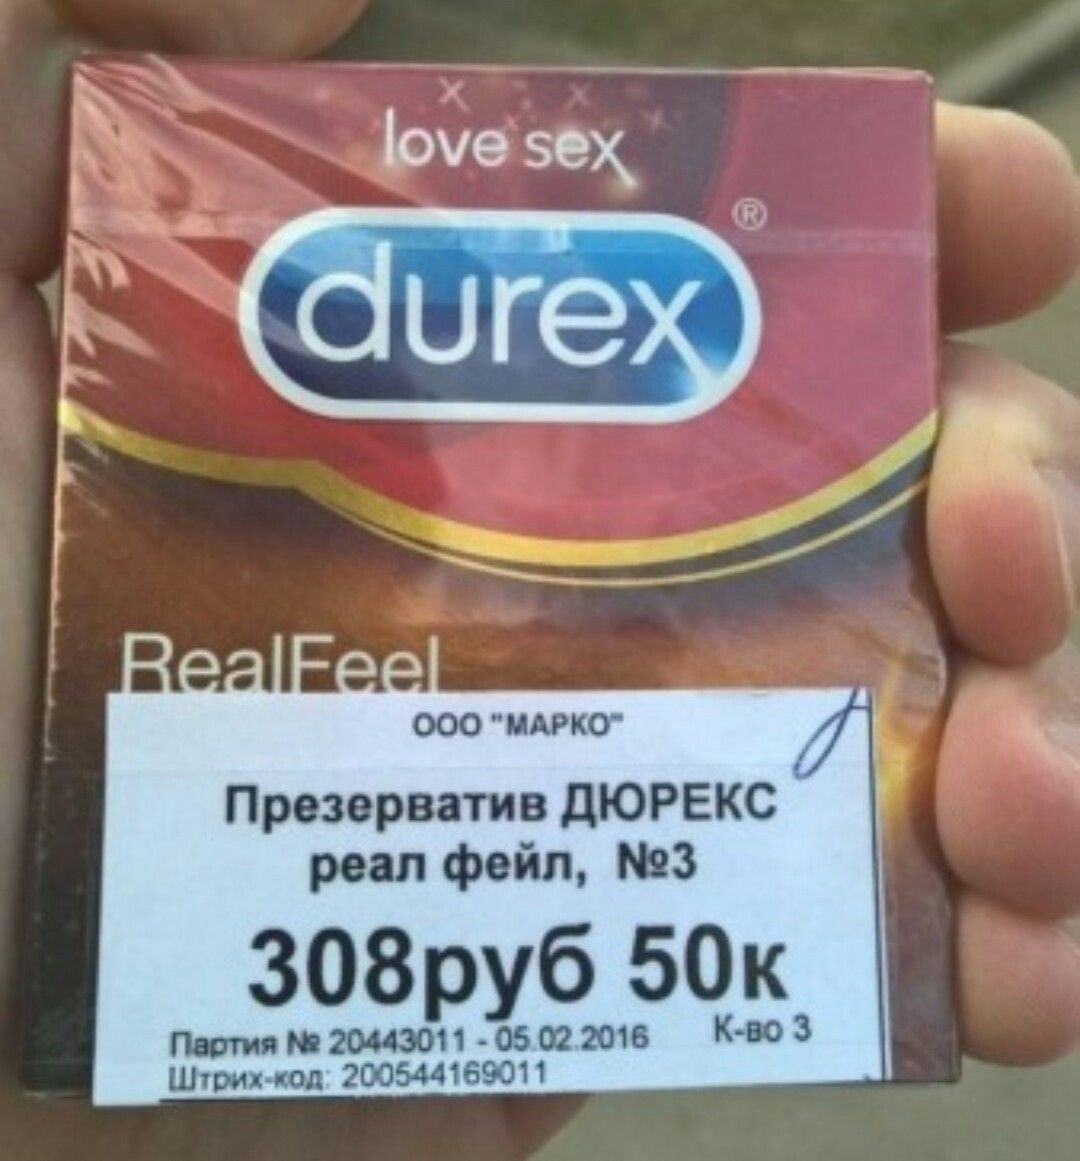 love sex
durex®
RealFeel
ООО "МАРКО"
Презерватив ДЮРЕКС
реал фейл, №3
308руб 50к
Партия № 20443011 - 05.02.2016 К-во 3
Штрих-код: 200544169011